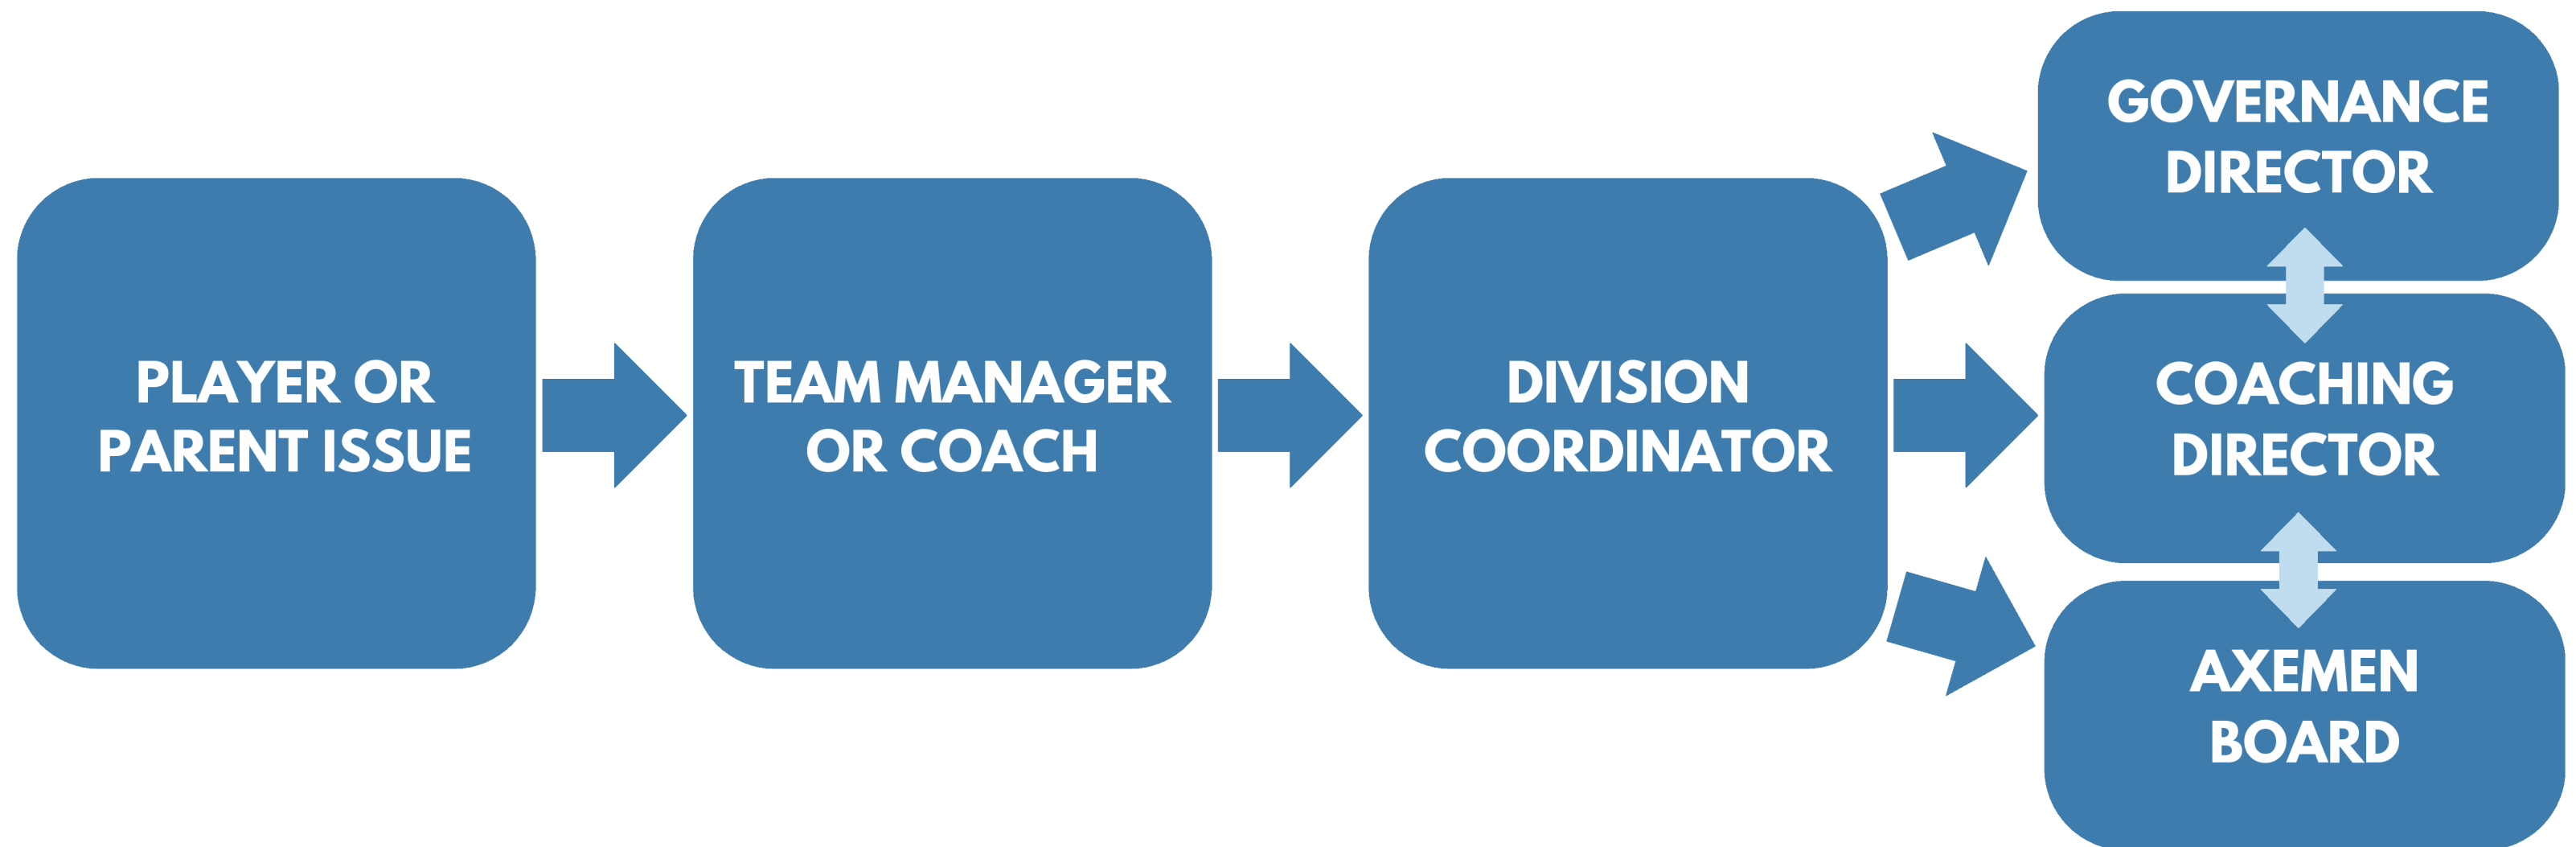 PLAYER OR
PARENT ISSUE
TEAM MANAGER
OR COACH
DIVISION
COORDINATOR
GOVERNANCE
DIRECTOR
COACHING
DIRECTOR
AXEMEN
BOARD